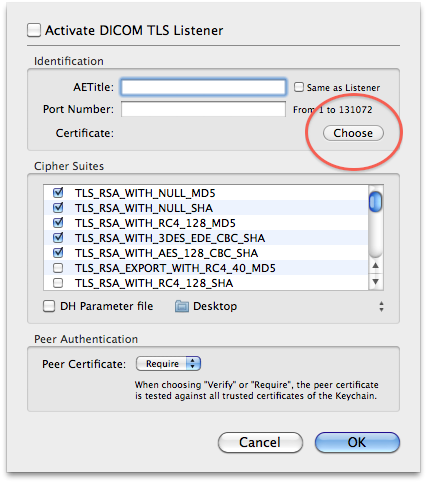 Activate DICOM TLS Listener
Identification
AETitle: Same as Listener
Port Number: From 1 to 131072
Certificate: Choose
Cipher Suites
TLS_RSA_WITH_NULL_MD5
TLS_RSA_WITH_NULL_SHA
TLS_RSA_WITH_RC4_128_MD5
TLS_RSA_WITH_3DES_EDE_CBC_SHA
TLS_RSA_WITH_AES_128_CBC_SHA
TLS_RSA_EXPORT_WITH_RC4_40_MD5
TLS_RSA_WITH_RC4_128_SHA
DH Parameter file Desktop
Peer Authentication
Peer Certificate: Require
When choosing "Verify" or "Require", the peer certificate
is tested against all trusted certificates of the Keychain.
Cancel OK